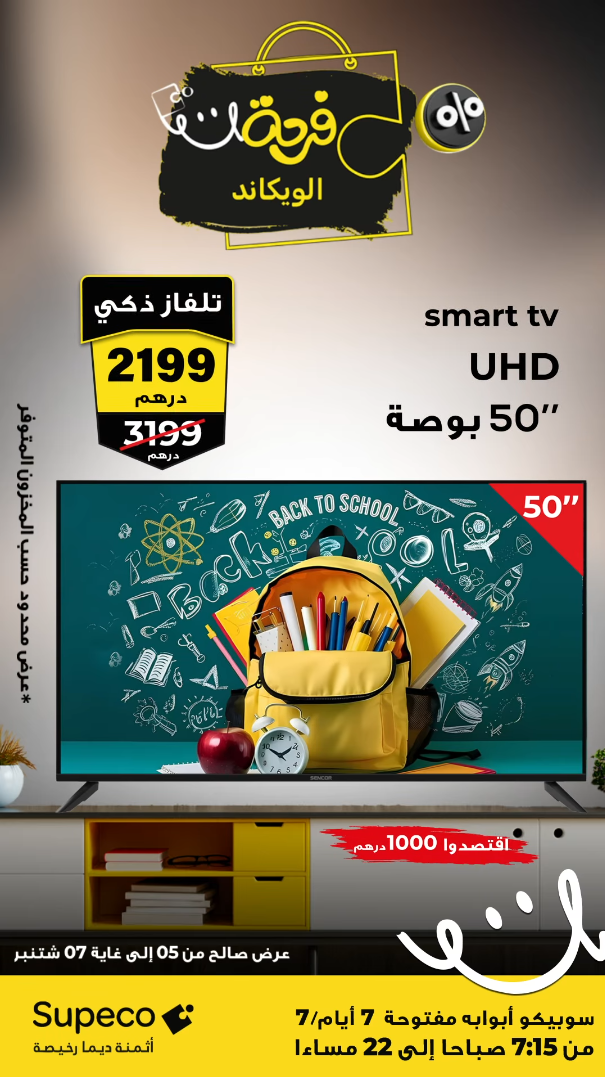 فرحة
الويكاند
%
تلفاز ذكي
2199
درهم
3199
درهم
smart tv
UHD
50’’ بوصة
*عرض محدود حسب المخزون المتوفر
50’’
BACK TO SCHOOL
BACK
OOL
SENCOR
اقتصدوا 1000 درهم
عرض صالح من 05 إلى غاية 07 شتنبر
Supeco
أثمنة ديما رخيصة
سوبيكو أبوابه مفتوحة 7 أيام/7
من 7:15 صباحا إلى 22 مساءا